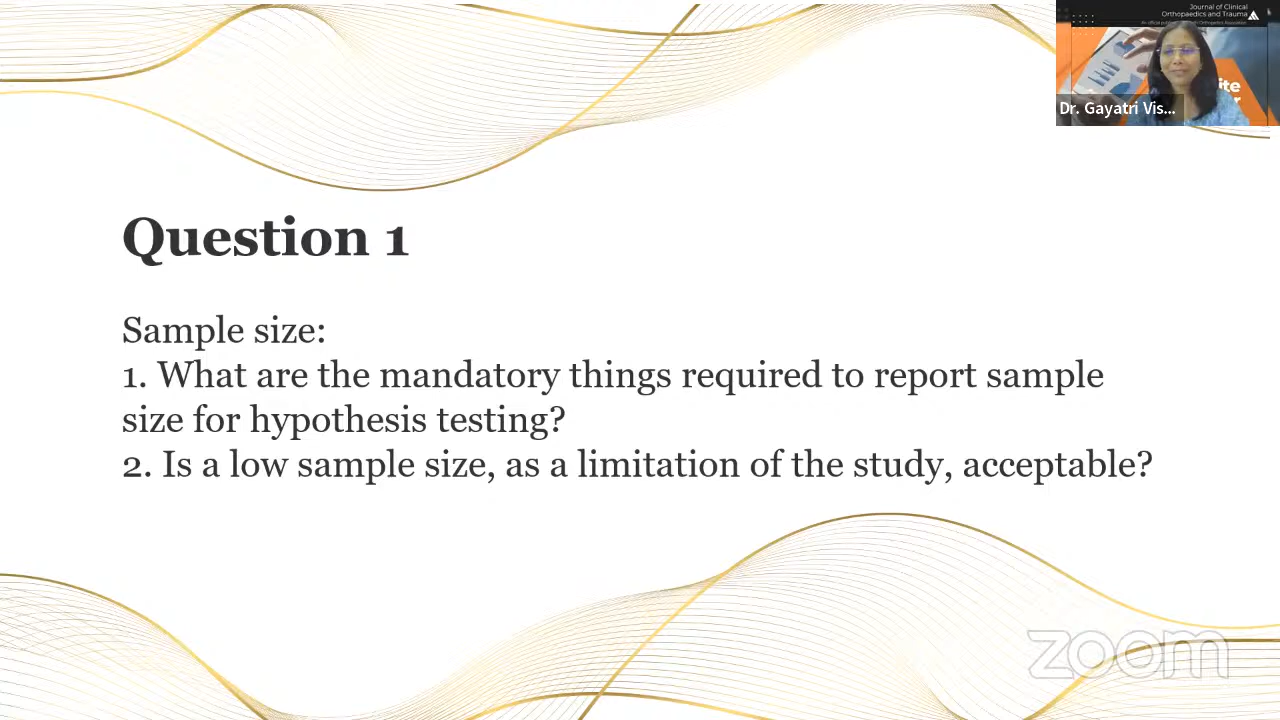 Journal of Clinical
Orthopaedics and Trauma
ite
Dr. Gayatri Vis...
Question 1
Sample size:
1. What are the mandatory things required to report sample
size for hypothesis testing?
2. Is a low sample size, as a limitation of the study, acceptable?
zoom